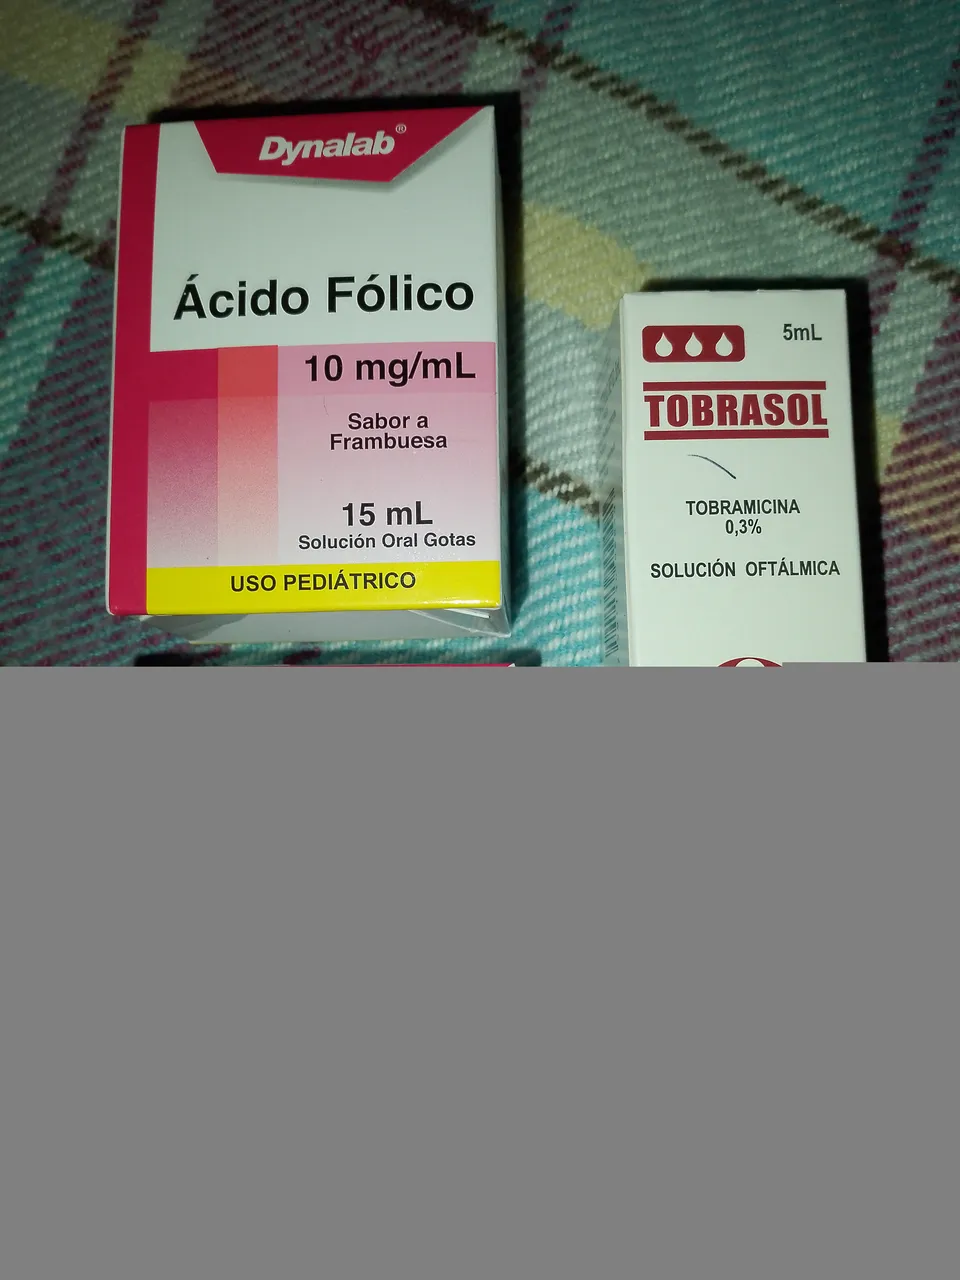 Dynalab®
Ácido Fólico
10 mg/mL
Sabor a
Frambuesa
15 mL
Solución Oral Gotas
USO PEDIÁTRICO
5mL
TOBRASOL
TOBRAMICINA
0,3%
SOLUCIÓN OFTÁLMICA